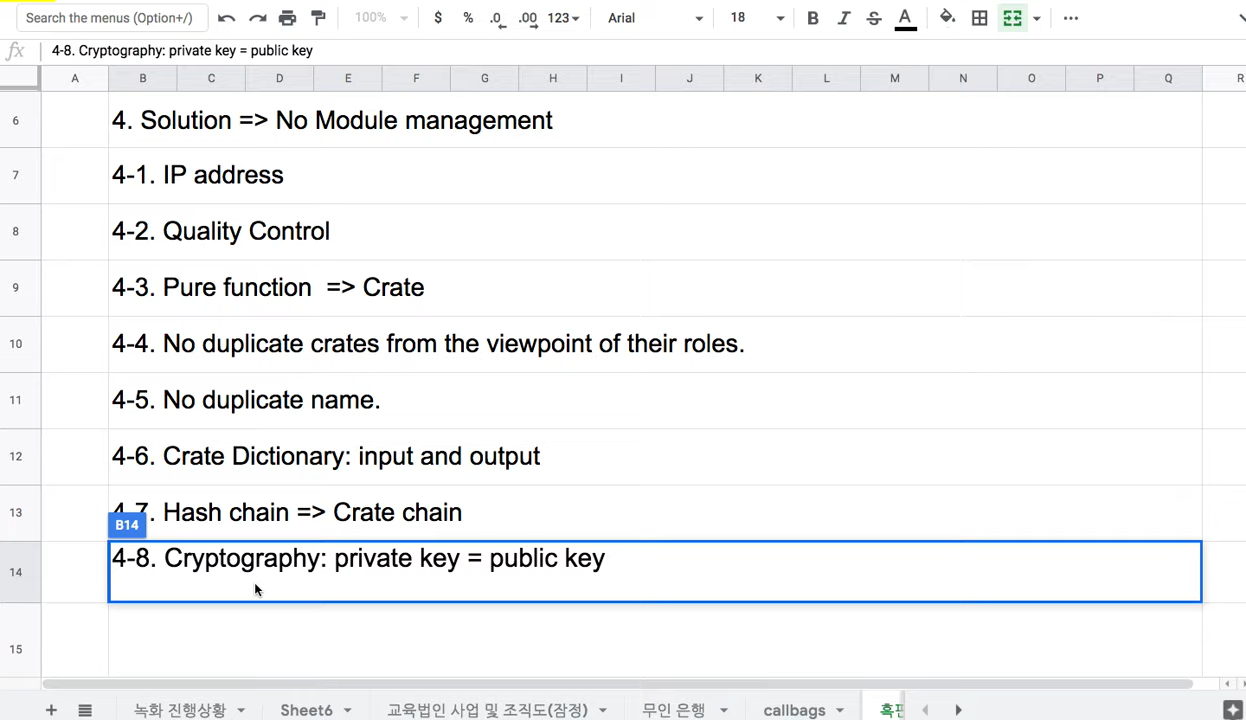 Search the menus (Option+/)
100%
$ % .0 .00 123
Arial
18
B I S A
fx 4-8. Cryptography: private key = public key
A B C D E F G H I J K L M N O P Q R
6 4. Solution => No Module management
7 4-1. IP address
8 4-2. Quality Control
9 4-3. Pure function => Crate
10 4-4. No duplicate crates from the viewpoint of their roles.
11 4-5. No duplicate name.
12 4-6. Crate Dictionary: input and output
13 4-7. Hash chain => Crate chain
B14
14 4-8. Cryptography: private key = public key
15
녹화 진행상황 Sheet6 교육법인 사업 및 조직도(잠정) 무인 은행 callbags